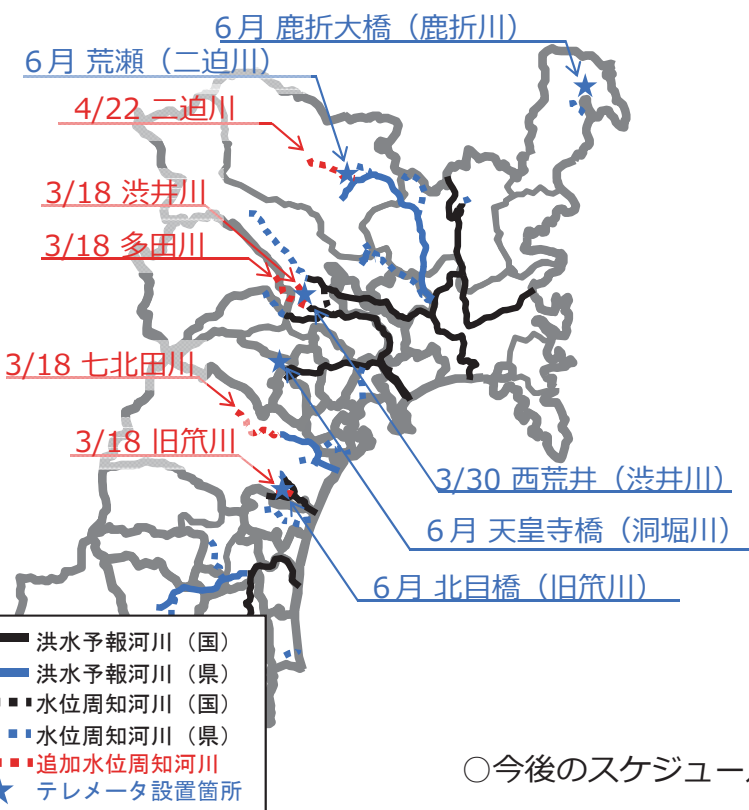 6月 鹿折大橋（鹿折川）
6月 荒瀬（二迫川）
4/22 二迫川
3/18 渋井川
3/18 多田川
3/18 七北田川
3/18 旧笊川
3/30 西荒井（渋井川）
6月 天皇寺橋（洞堀川）
6月 北目橋（旧笊川）
洪水予報河川（国）
洪水予報河川（県）
水位周知河川（国）
水位周知河川（県）
追加水位周知河川
テレメータ設置箇所
○今後のスケジュー